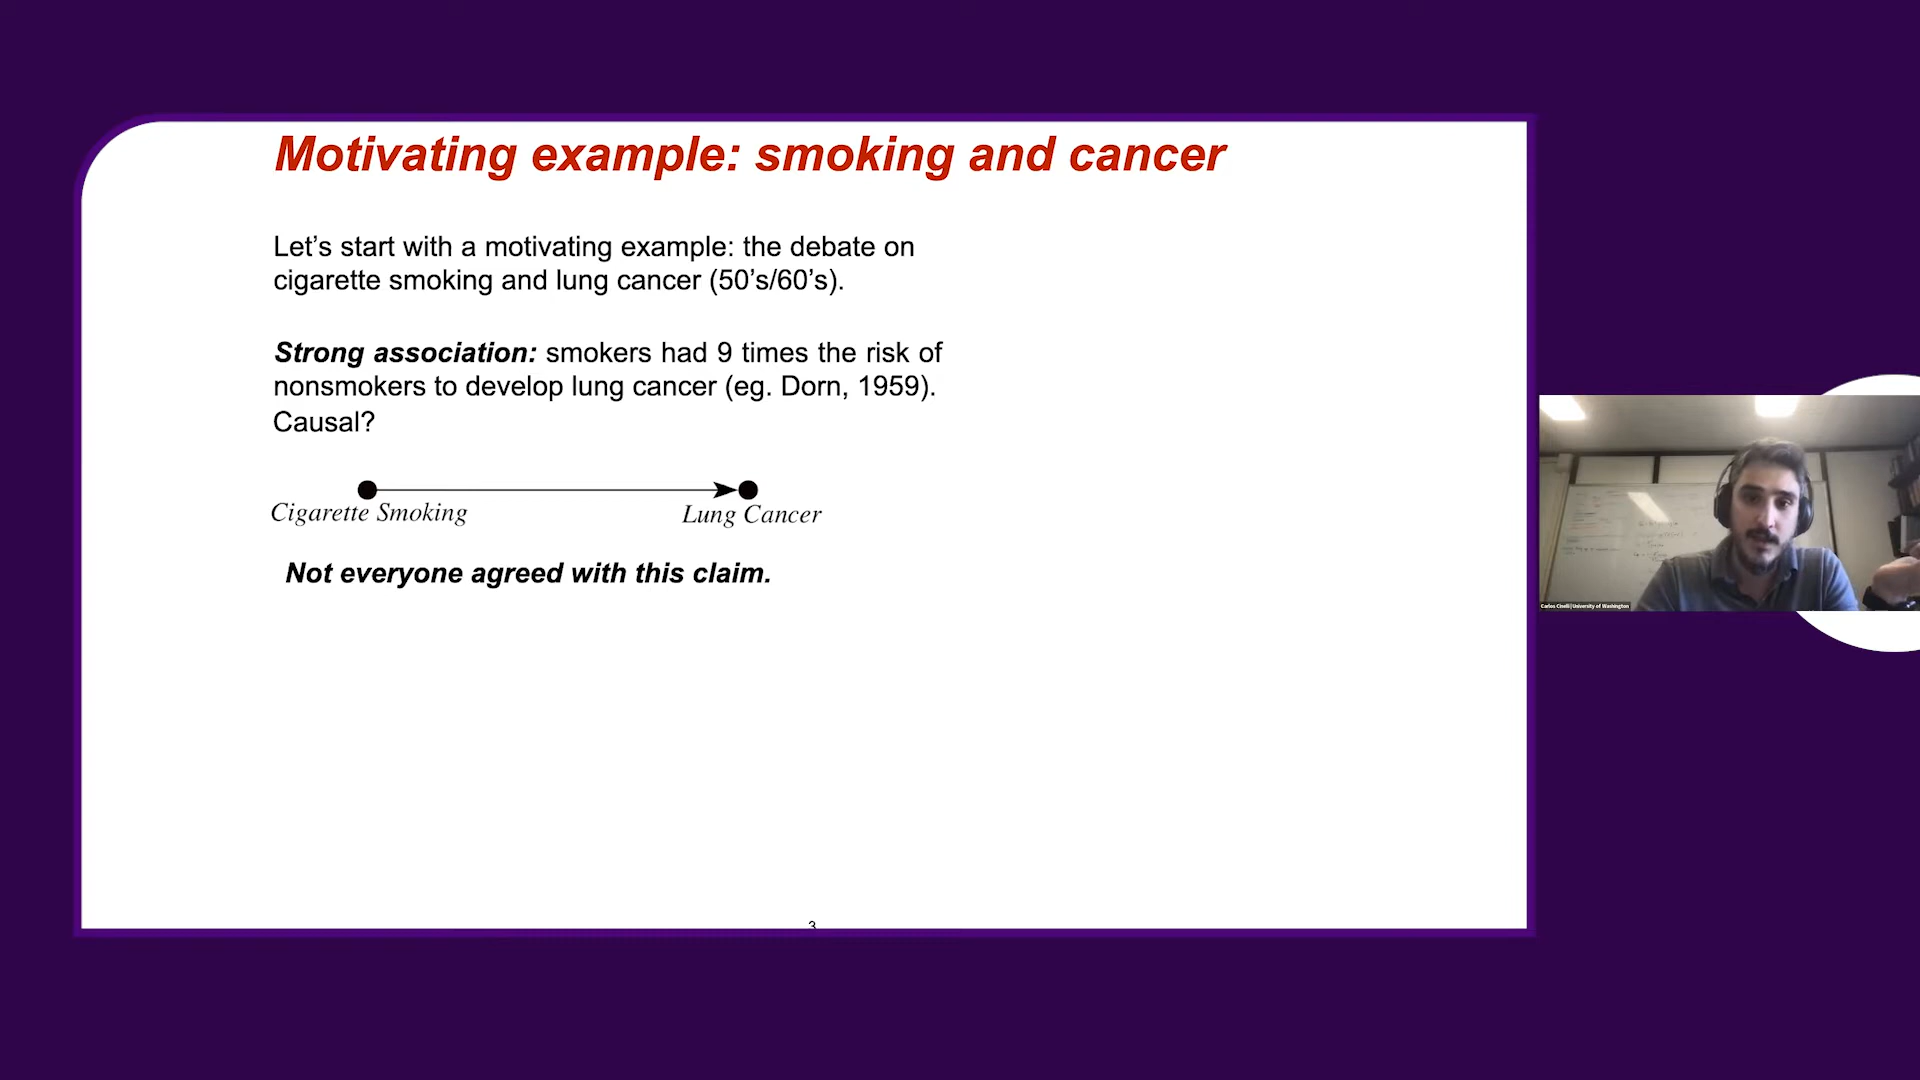 Motivating example: smoking and cancer
Let’s start with a motivating example: the debate on
cigarette smoking and lung cancer (50’s/60’s).
Strong association: smokers had 9 times the risk of
nonsmokers to develop lung cancer (eg. Dorn, 1959).
Causal?
Cigarette Smoking
Lung Cancer
Not everyone agreed with this claim.
3
Carlos Cinelli | University of Washington